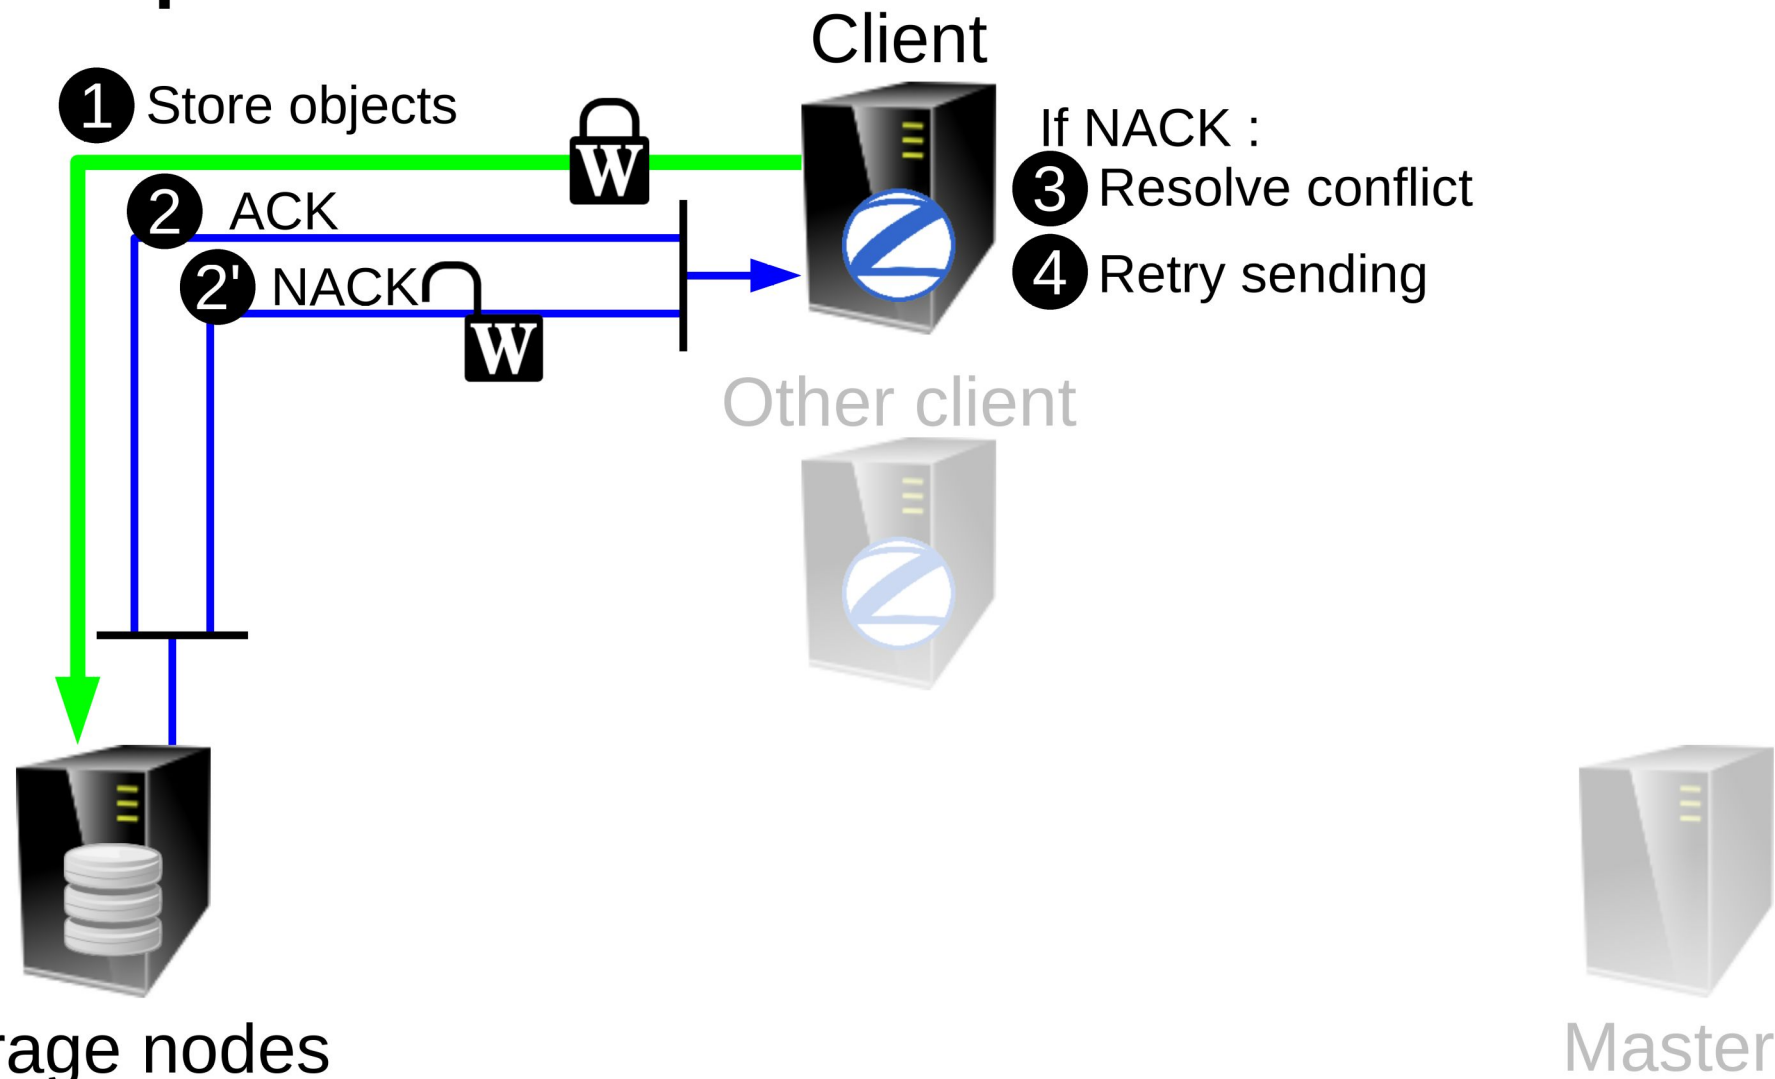 Client
1 Store objects
W
If NACK :
2 ACK
3 Resolve conflict
2' NACK
4 Retry sending
W
Other client
nodes
Master